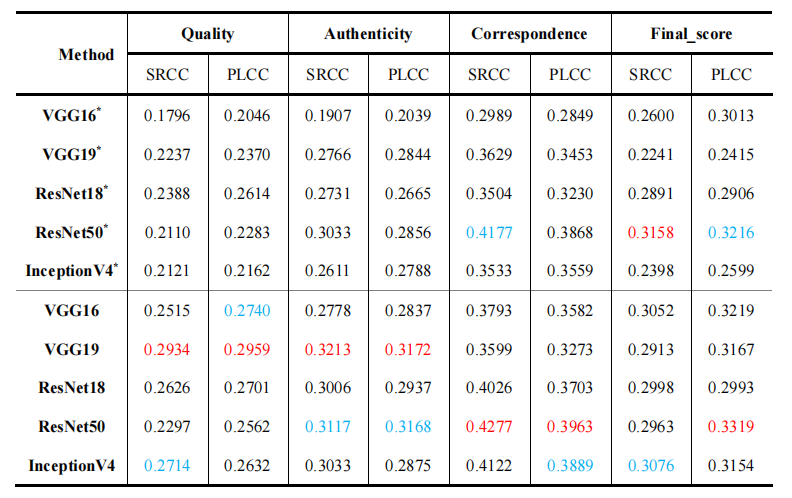 Method Quality Authenticity Correspondence Final_score
SRCC PLCC SRCC PLCC SRCC PLCC SRCC PLCC
VGG16* 0.1796 0.2046 0.1907 0.2039 0.2989 0.2849 0.2600 0.3013
VGG19* 0.2237 0.2370 0.2766 0.2844 0.3629 0.3453 0.2241 0.2415
ResNet18* 0.2388 0.2614 0.2731 0.2665 0.3504 0.3230 0.2891 0.2906
ResNet50* 0.2110 0.2283 0.3033 0.2856 0.4177 0.3868 0.3158 0.3216
InceptionV4* 0.2121 0.2162 0.2611 0.2788 0.3533 0.3559 0.2398 0.2599
VGG16 0.2515 0.2740 0.2778 0.2837 0.3793 0.3582 0.3052 0.3219
VGG19 0.2934 0.2959 0.3213 0.3172 0.3599 0.3273 0.2913 0.3167
ResNet18 0.2626 0.2701 0.3006 0.2937 0.4026 0.3703 0.2998 0.2993
ResNet50 0.2297 0.2562 0.3117 0.3168 0.4277 0.3963 0.2963 0.3319
InceptionV4 0.2714 0.2632 0.3033 0.2875 0.4122 0.3889 0.3076 0.3154